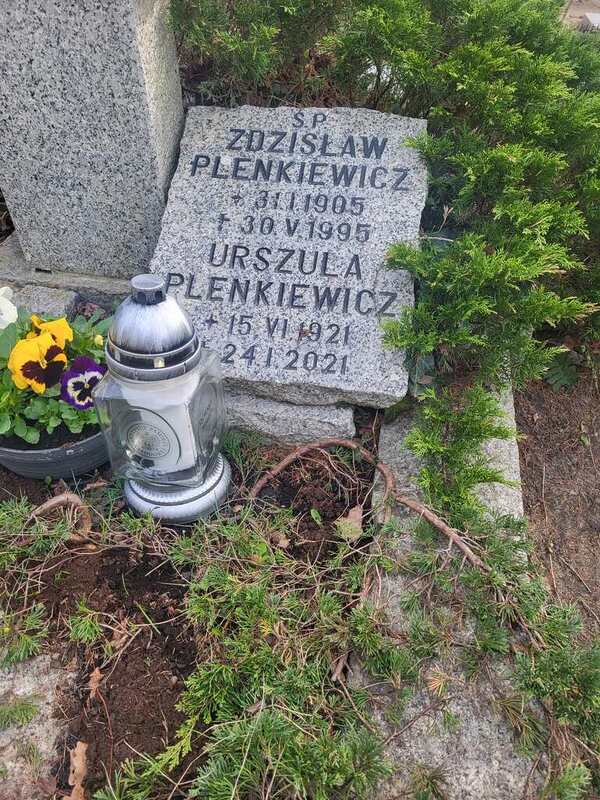 Ś.P.
ZDZISŁAW
PLENKIEWICZ
* 31.I.1905
† 30.V.1995
URSZULA
PLENKIEWICZ
* 15.VI.1921
24.I.2021